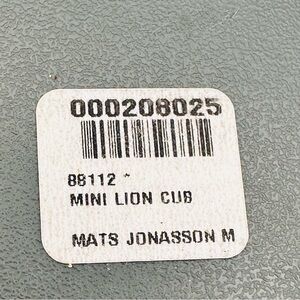 000208025
88112 *
MINI LION CUB
MATS JONASSON M